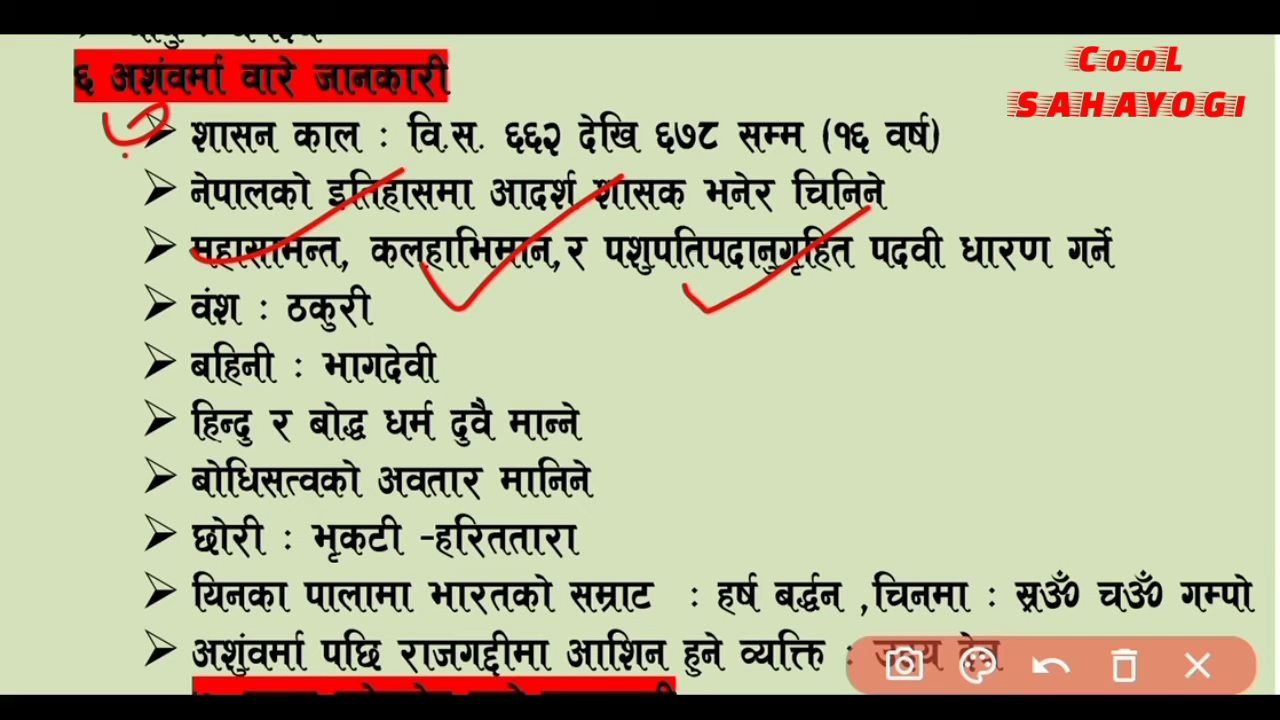 ६ अशंवर्मा वारे जानकारी
CooL
SAHAYOGI
शासन काल : वि.स. ६६२ देखि ६७८ सम्म (१६ वर्ष)
नेपालको इतिहासमा आदर्श शासक भनेर चिनिने
महासामन्त, कलहाभिमान,र पशुपतिपदानुगृहित पदवी धारण गर्ने
वंश : ठकुरी
बहिनी : भागदेवी
हिन्दु र बोद्ध धर्म दुवै मान्ने
बोधिसत्वको अवतार मानिने
छोरी : भृकटी -हरिततारा
यिनका पालामा भारतको सम्राट : हर्ष बर्द्धन ,चिनमा : स्रॐ चॐ गम्पो
अशुंवर्मा पछि राजगद्दीमा आशिन हुने व्यक्ति :